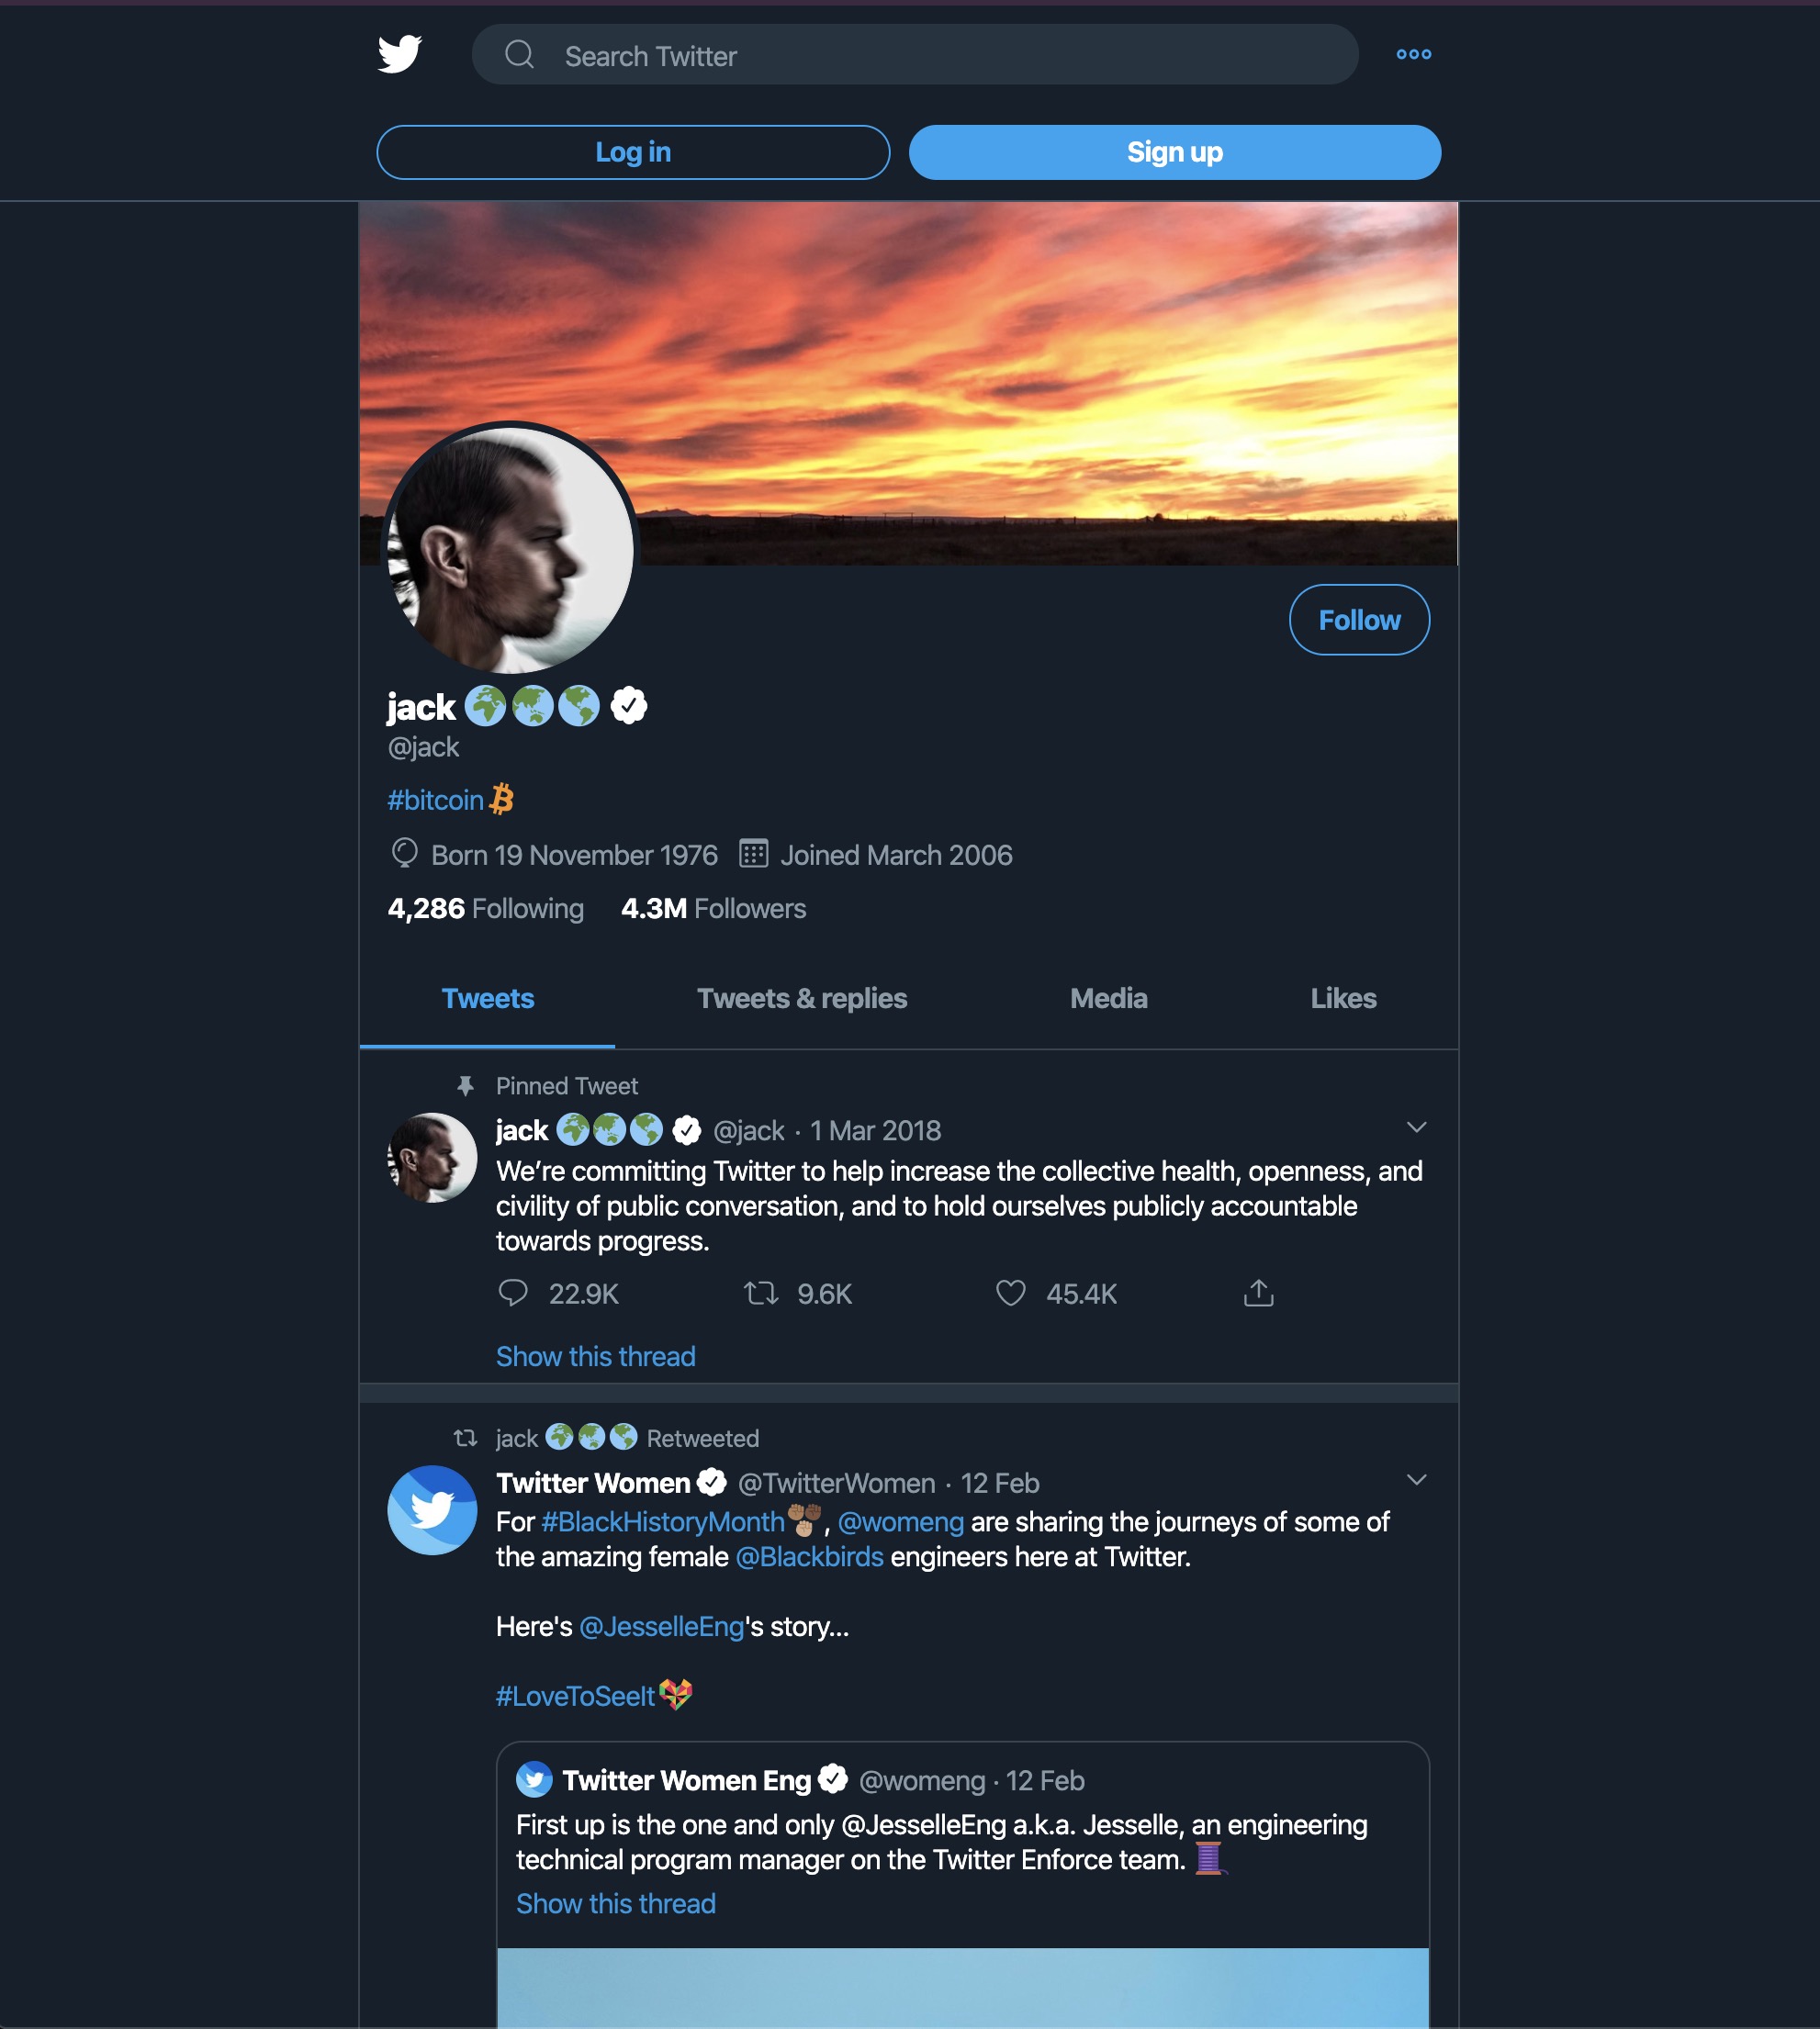 Search Twitter
Log in
Sign up
Follow
jack
@jack
#bitcoin
Born 19 November 1976 Joined March 2006
4,286 Following 4.3M Followers
Tweets Tweets & replies Media Likes
Pinned Tweet
jack @jack · 1 Mar 2018
We’re committing Twitter to help increase the collective health, openness, and
civility of public conversation, and to hold ourselves publicly accountable
towards progress.
22.9K 9.6K 45.4K
Show this thread
jack Retweeted
Twitter Women @TwitterWomen · 12 Feb
For #BlackHistoryMonth, @womeng are sharing the journeys of some of
the amazing female @Blackbirds engineers here at Twitter.
Here's @JesselleEng's story...
#LoveToSeeIt
Twitter Women Eng @womeng · 12 Feb
First up is the one and only @JesselleEng a.k.a. Jesselle, an engineering
technical program manager on the Twitter Enforce team.
Show this thread